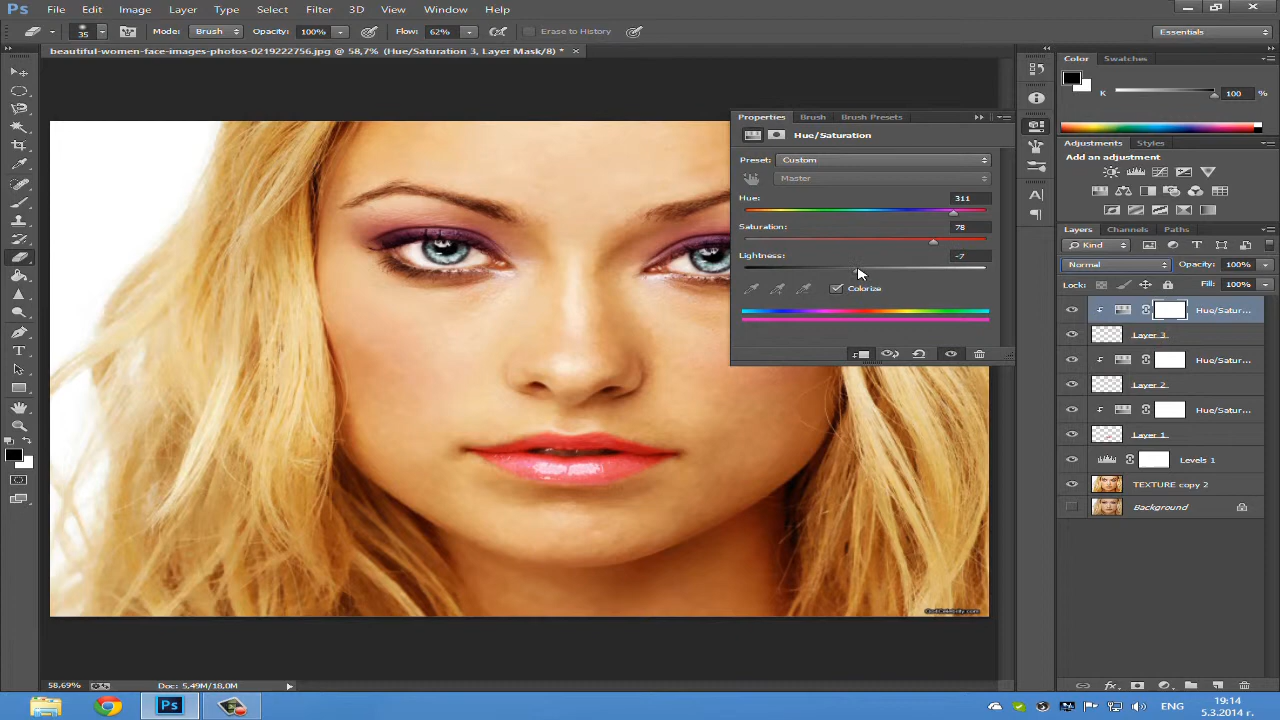 Ps File Edit Image Layer Type Select Filter 3D View Window Help
35 Mode: Brush Opacity: 100% Flow: 62% Erase to History Essentials
beautiful-women-face-images-photos-0219222756.jpg @ 58,7% (Hue/Saturation 3, Layer Mask/8) * ×
Color Swatches
K 100 %
Properties Brush Brush Presets
Hue/Saturation
Preset: Custom
Master
Hue: 311
Saturation: 78
Lightness: -7
Colorize
Adjustments Styles
Add an adjustment
Layers Channels Paths
Kind
Normal Opacity: 100%
Lock: Fill: 100%
Hue/Satur...
Layer 3
Hue/Satur...
Layer 2
Hue/Satur...
Layer 1
Levels 1
TEXTURE copy 2
Background
58.69% Doc: 5,49M/18,0M
Ps ENG 19:14
5.3.2014 г.